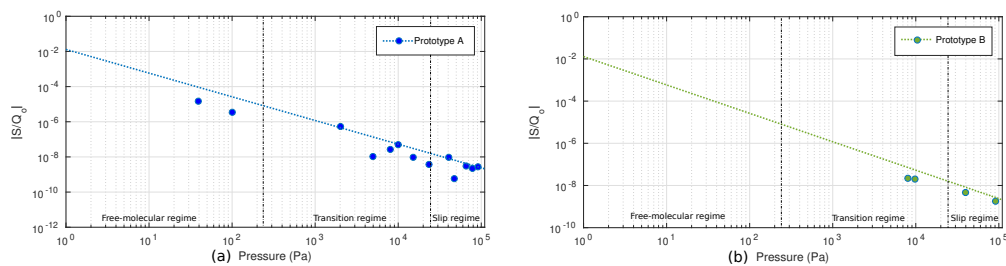 10^0
10^-2
10^-4
10^-6
10^-8
10^-10
10^-12
|S/Q_o|
Prototype A
Free-molecular regime
Transition regime
Slip regime
10^0
10^1
10^2
10^3
10^4
10^5
(a) Pressure (Pa)
10^0
10^-2
10^-4
10^-6
10^-8
10^-10
|S/Q_o|
Prototype B
Free-molecular regime
Transition regime
Slip regime
10^0
10^1
10^2
10^3
10^4
10^5
(b) Pressure (Pa)